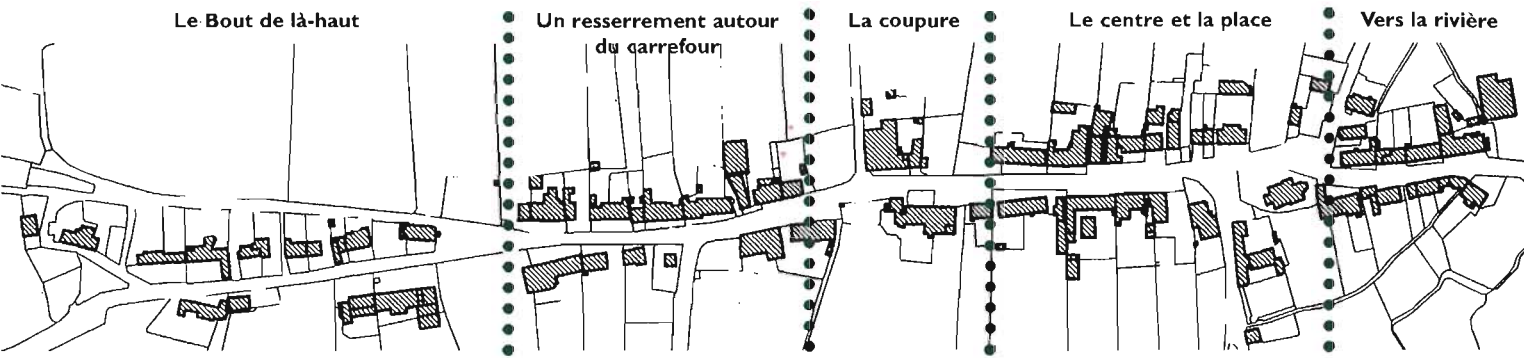 Le Bout de là-haut
Un resserrement autour
du carrefour
La coupure
Le centre et la place
Vers la rivière